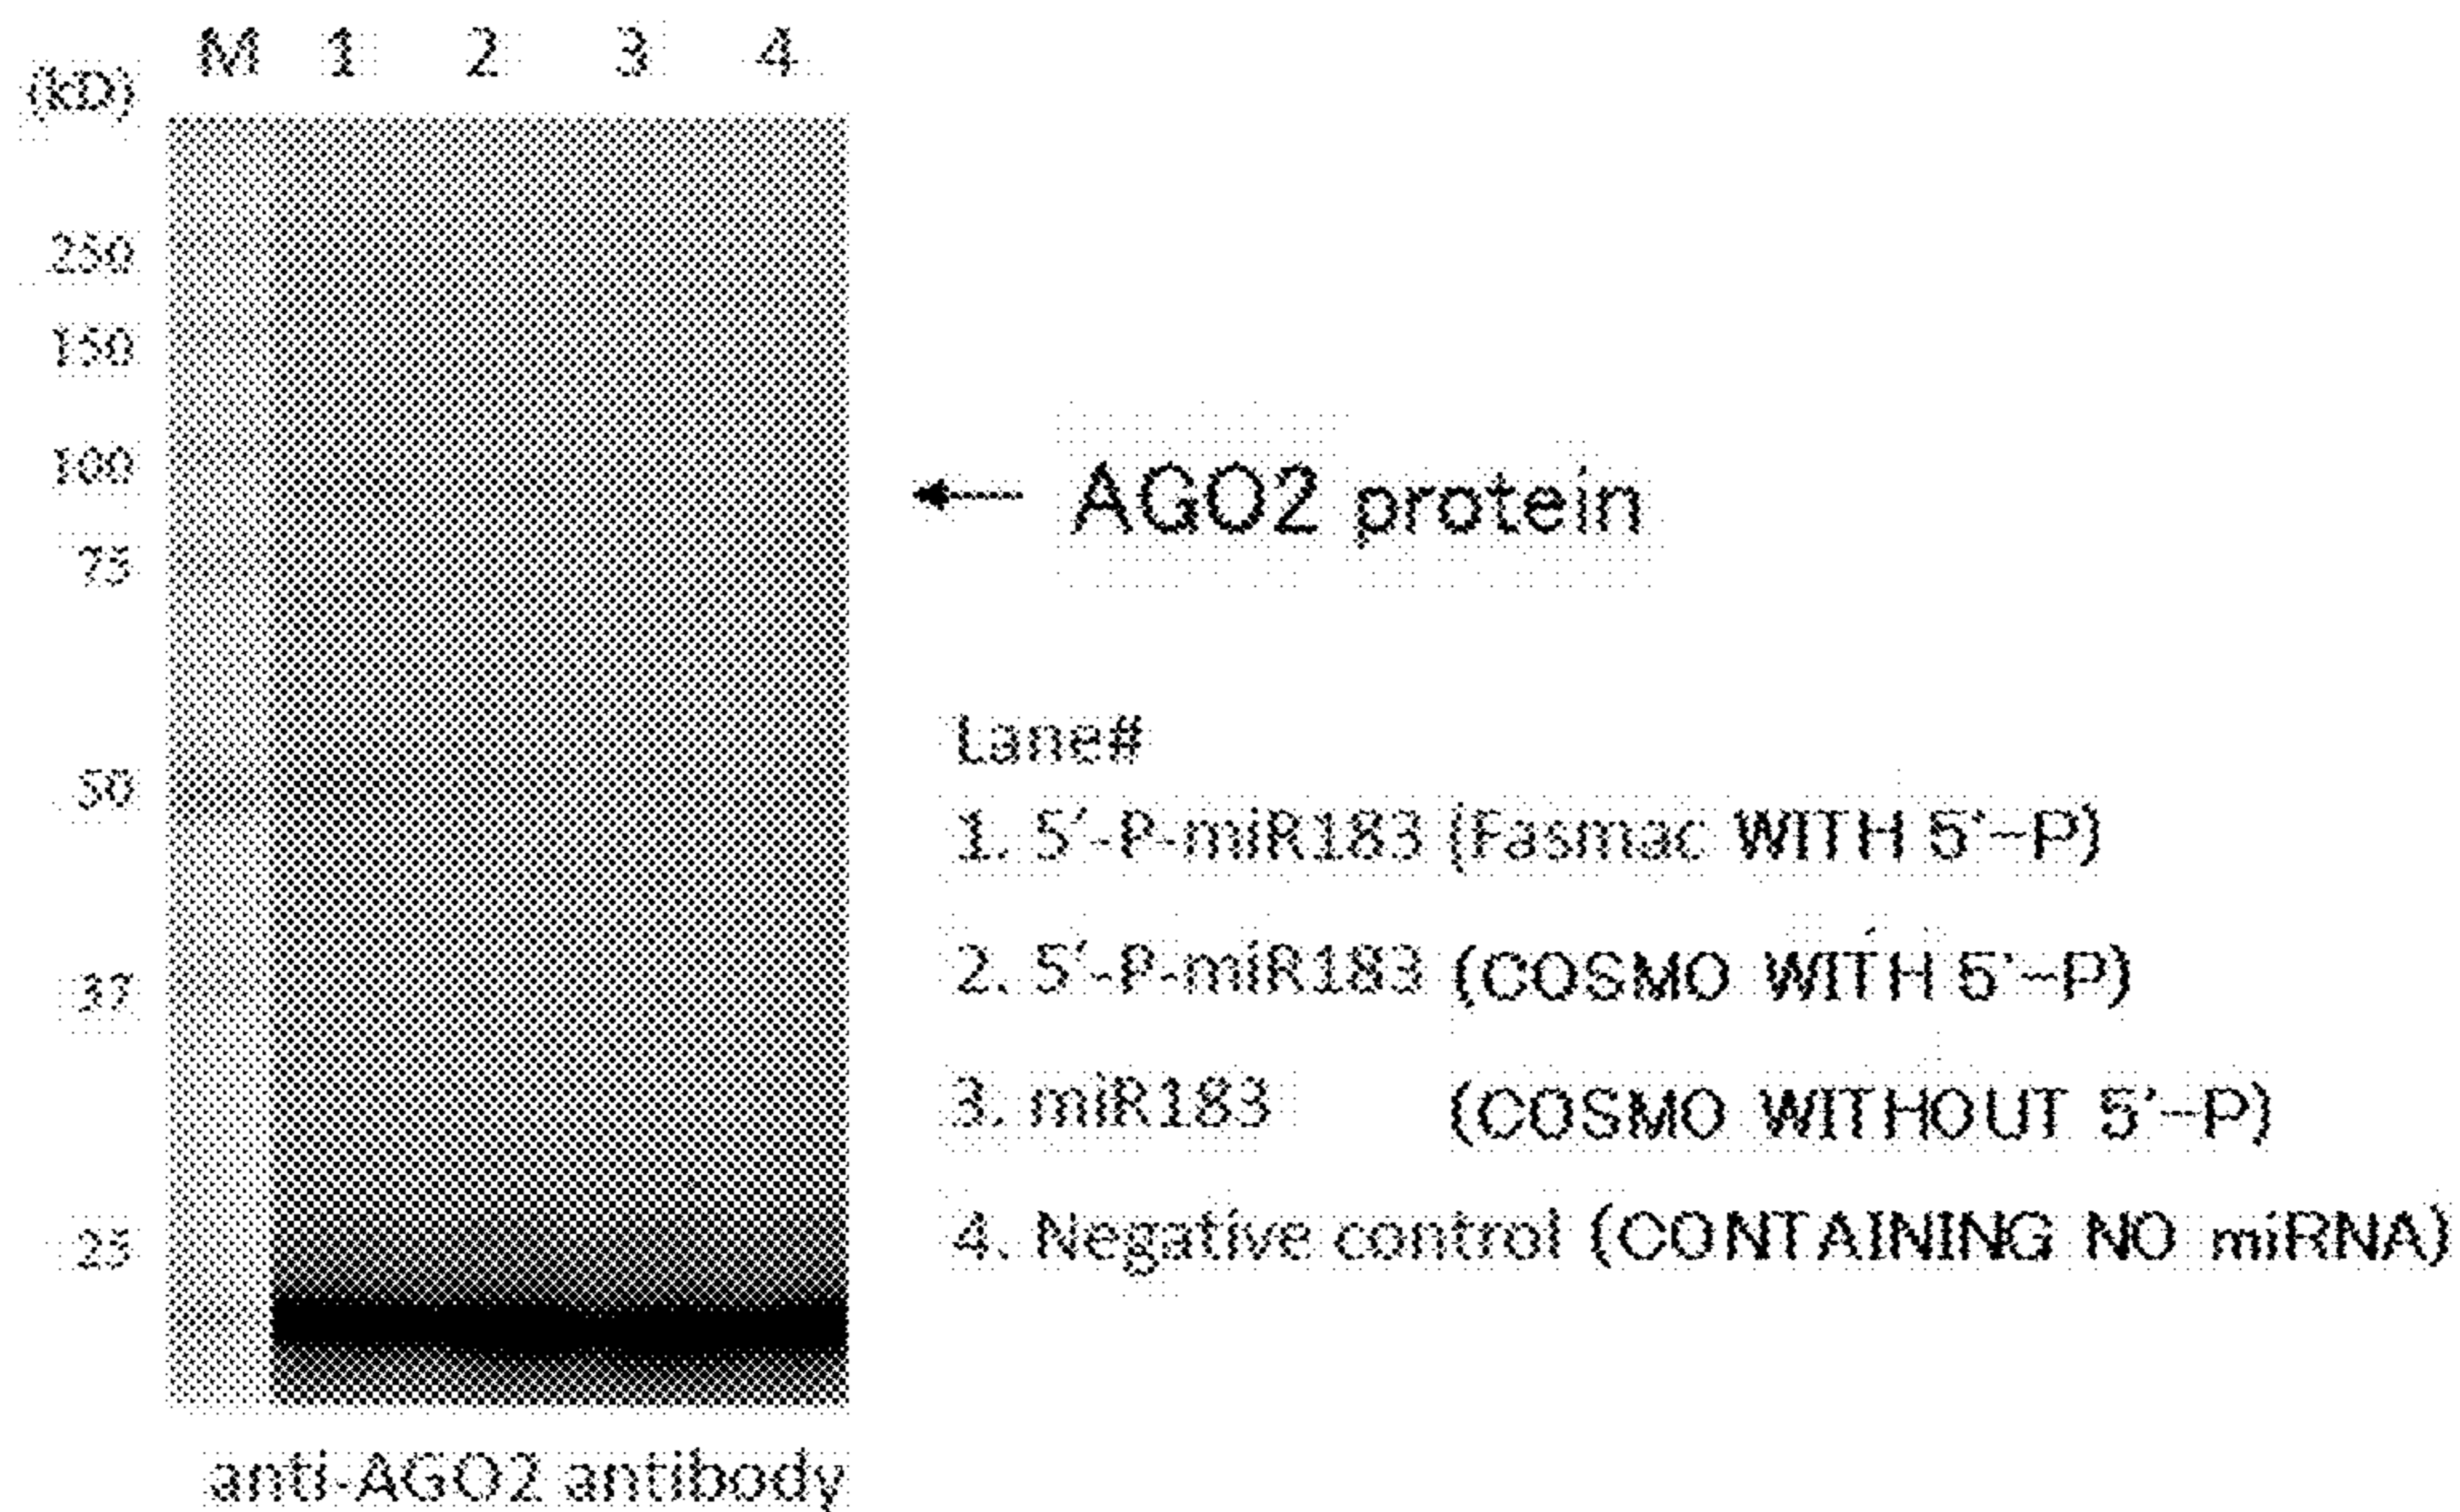 M 1 2 3 4
(kD)
250
150
100
← AGO2 protein
75
50
37
25
Lane#
1. 5'-P-miR183 (Fasmac WITH 5'-P)
2. 5'-P-miR183 (COSMO WITH 5'-P)
3. miR183 (COSMO WITHOUT 5'-P)
4. Negative control (CONTAINING NO miRNA)
anti-AGO2 antibody